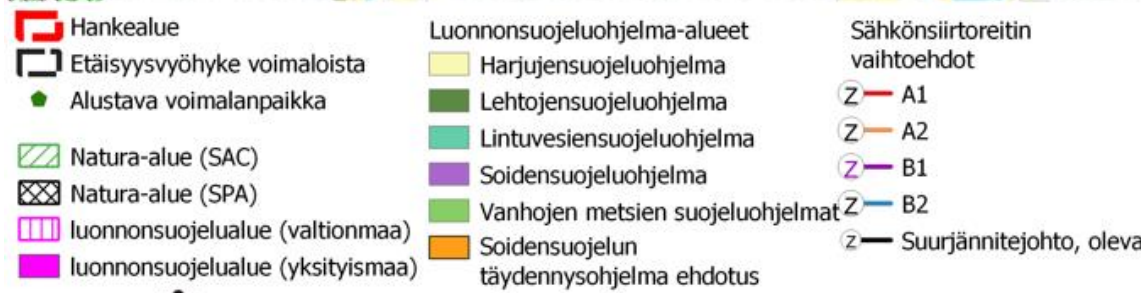 Hankealue
Etäisyysvyöhyke voimaloista
Alustava voimalanpaikka
Natura-alue (SAC)
Natura-alue (SPA)
luonnonsuojelualue (valtionmaa)
luonnonsuojelualue (yksityismaa)
Luonnonsuojeluohjelma-alueet
Harjujensuojeluohjelma
Lehtojensuojeluohjelma
Lintuvesiensuojeluohjelma
Soidensuojeluohjelma
Vanhojen metsien suojeluohjelmat
Soidensuojelun
täydennysohjelma ehdotus
Sähkönsiirtoreitin
vaihtoehdot
Z A1
Z A2
Z B1
Z B2
Z Suurjännitejohto, oleva